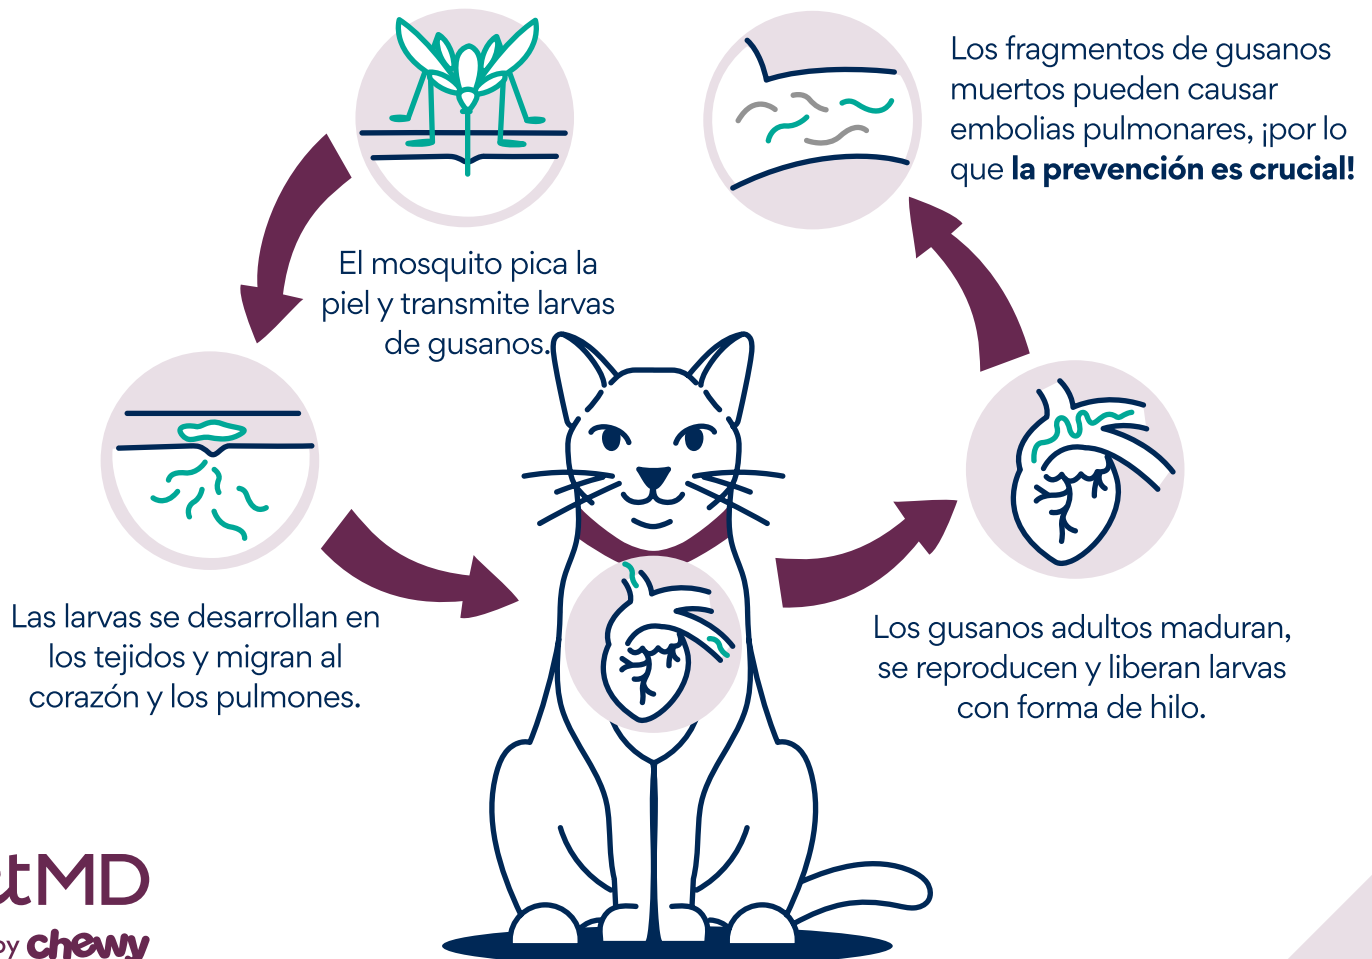 El mosquito pica la
piel y transmite larvas
de gusanos.
Las larvas se desarrollan en
los tejidos y migran al
corazón y los pulmones.
Los gusanos adultos maduran,
se reproducen y liberan larvas
con forma de hilo.
Los fragmentos de gusanos
muertos pueden causar
embolias pulmonares, ¡por lo
que la prevención es crucial!
etMD
by chewy